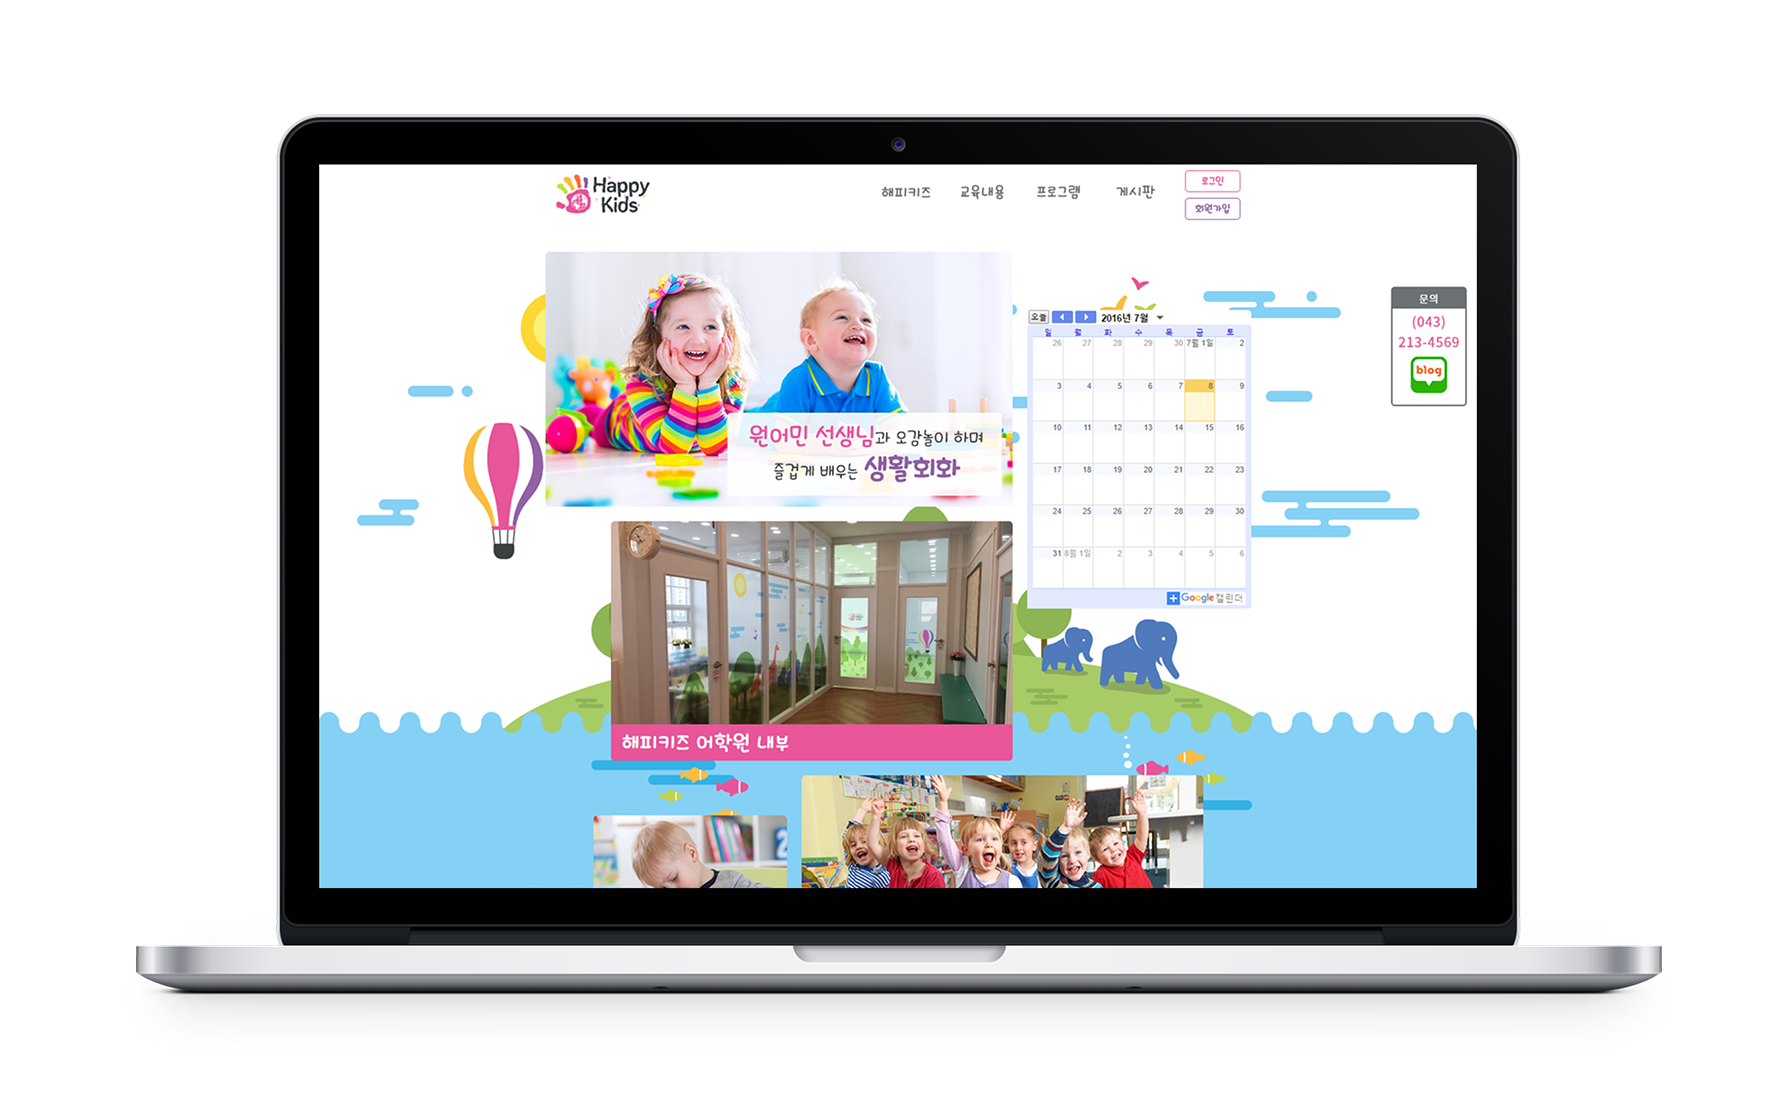 Happy
Kids
해피키즈 교육내용 프로그램 게시판
로그인
회원가입
원어민 선생님과 오감놀이 하며
즐겁게 배우는 생활회화
오늘 2016년 7월
일 월 화 수 목 금 토
26 27 28 29 30 7월 1일 2
3 4 5 6 7 8 9
10 11 12 13 14 15 16
17 18 19 20 21 22 23
24 25 26 27 28 29 30
31 8월 1일 2 3 4 5 6
Google 캘린더
문의
(043)
213-4569
blog
해피키즈 어학원 내부